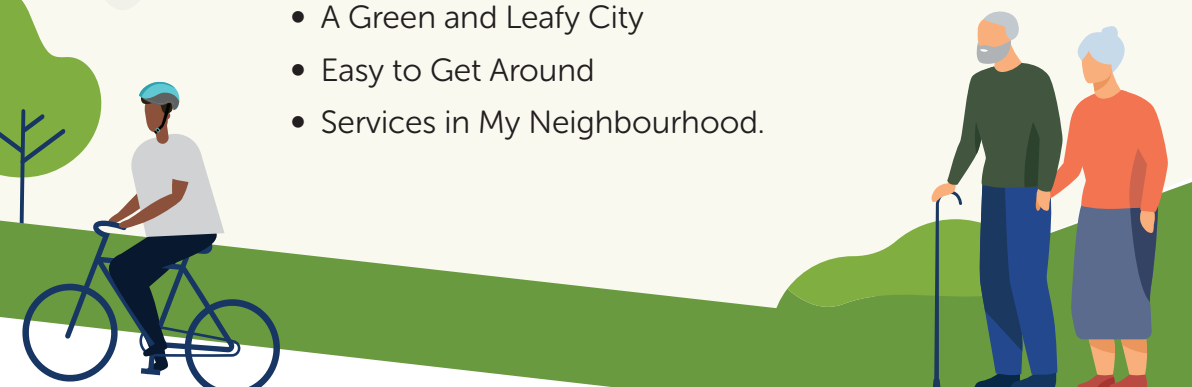 • A Green and Leafy City
• Easy to Get Around
• Services in My Neighbourhood.